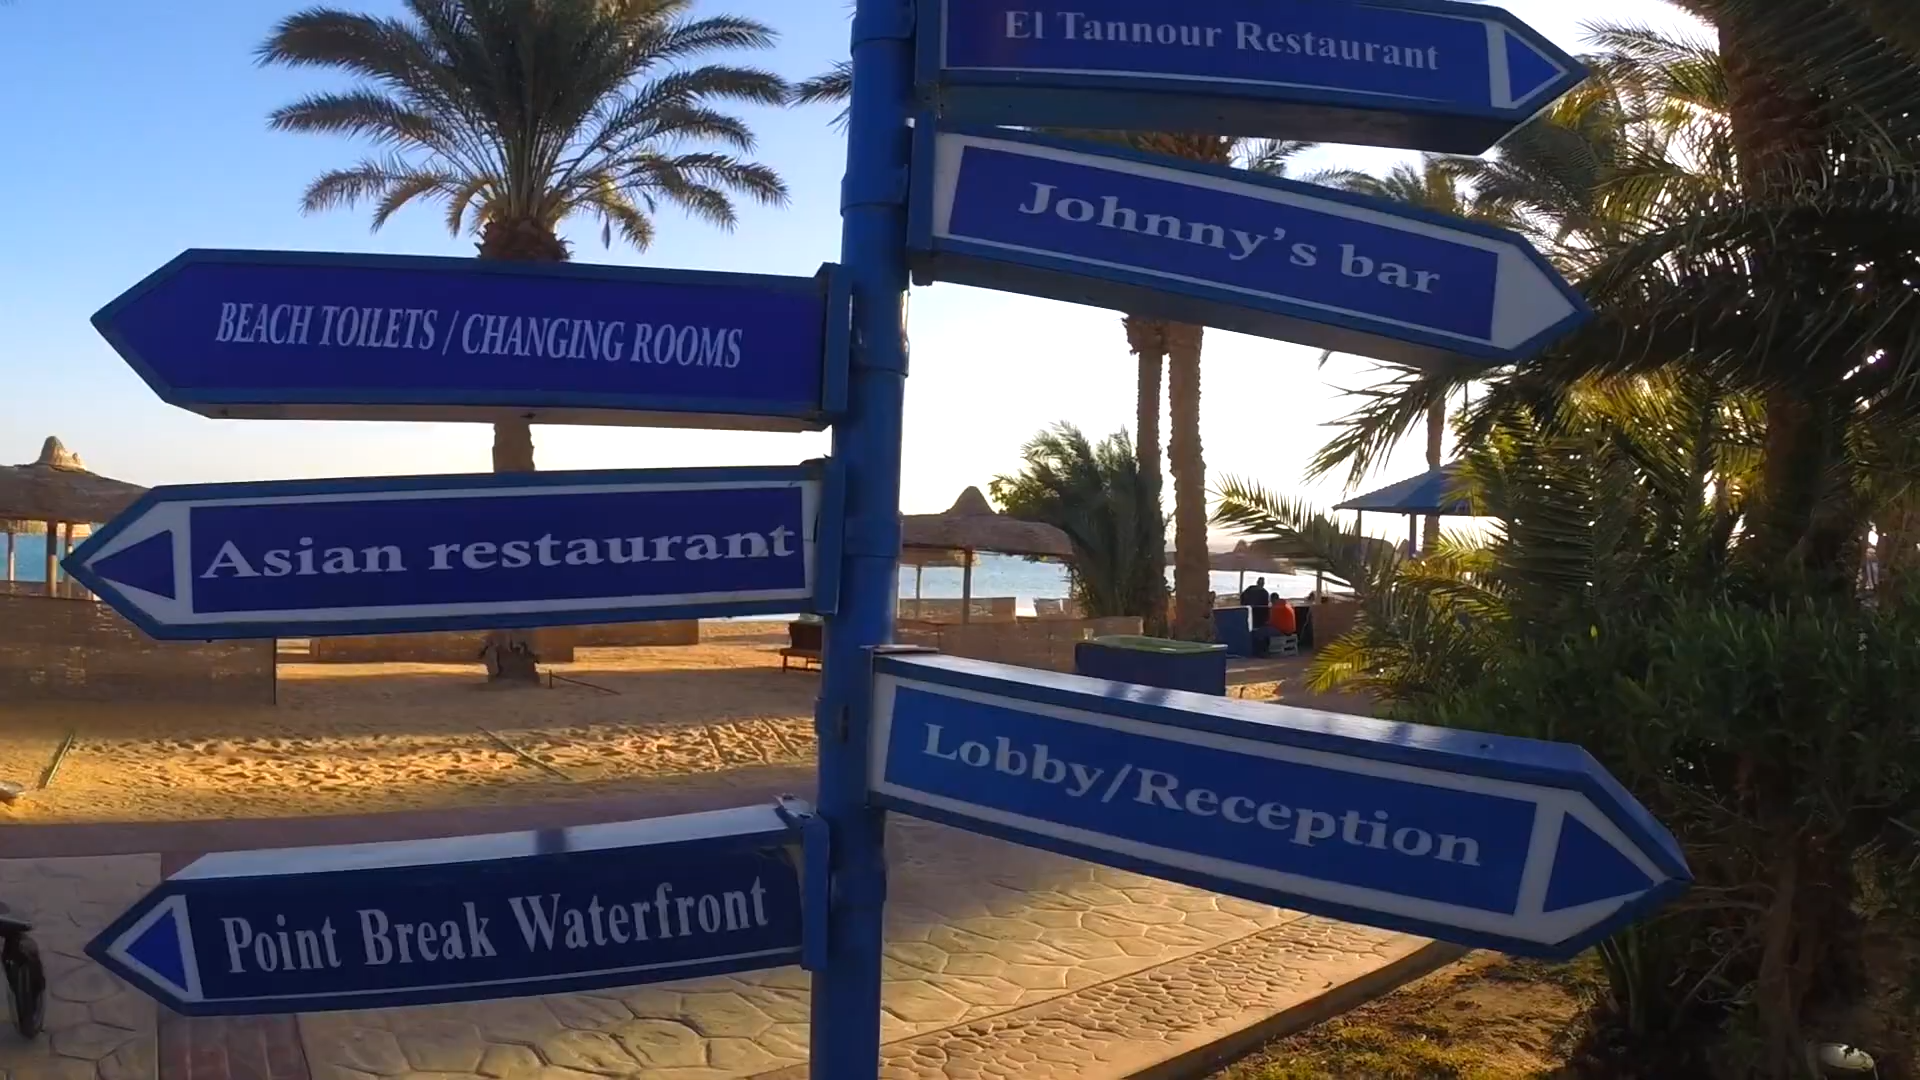 El Tannour Restaurant
Johnny's bar
BEACH TOILETS / CHANGING ROOMS
Asian restaurant
Lobby/Reception
Point Break Waterfront